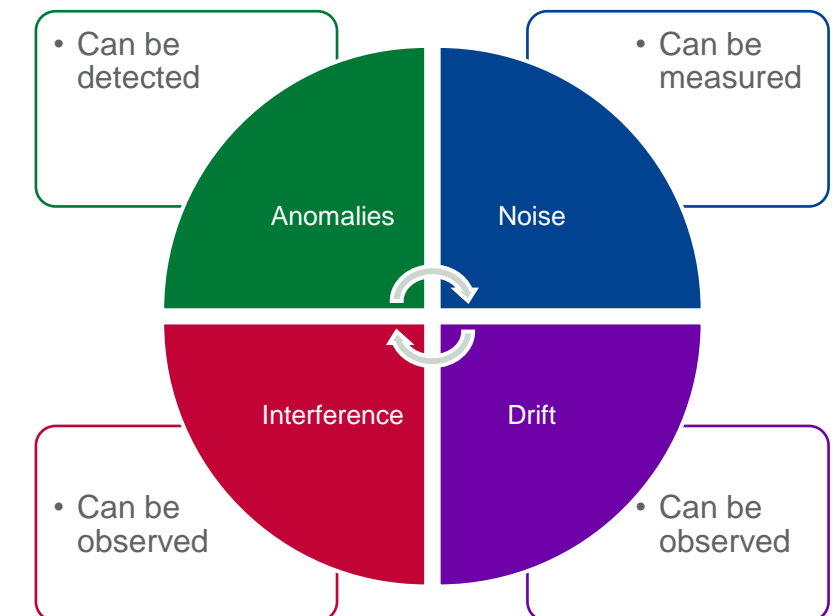 • Can be
detected
• Can be
measured
Anomalies
Noise
Interference
Drift
• Can be
observed
• Can be
observed